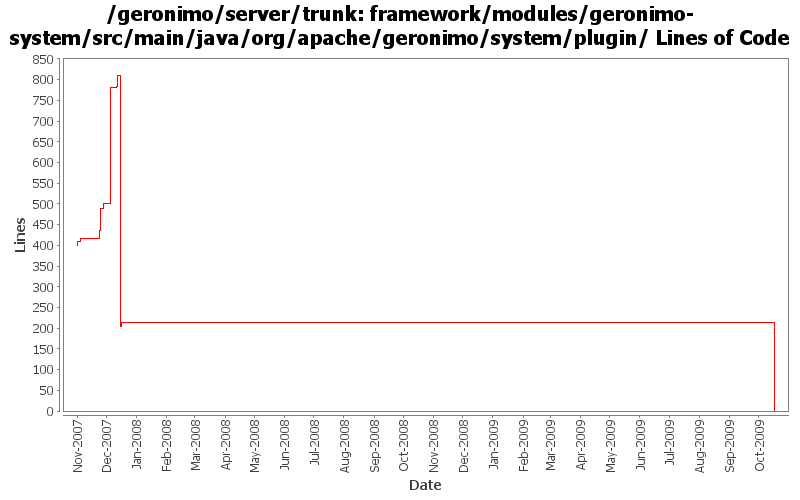 /geronimo/server/trunk: framework/modules/geronimo-
system/src/main/java/org/apache/geronimo/system/plugin/ Lines of Code
850
800
750
700
650
600
550
500
450
400
350
300
250
200
150
100
50
0
Lines
Nov-2007
Dec-2007
Jan-2008
Feb-2008
Mar-2008
Apr-2008
May-2008
Jun-2008
Jul-2008
Aug-2008
Sep-2008
Oct-2008
Nov-2008
Dec-2008
Jan-2009
Feb-2009
Mar-2009
Apr-2009
May-2009
Jun-2009
Jul-2009
Aug-2009
Sep-2009
Oct-2009
Date